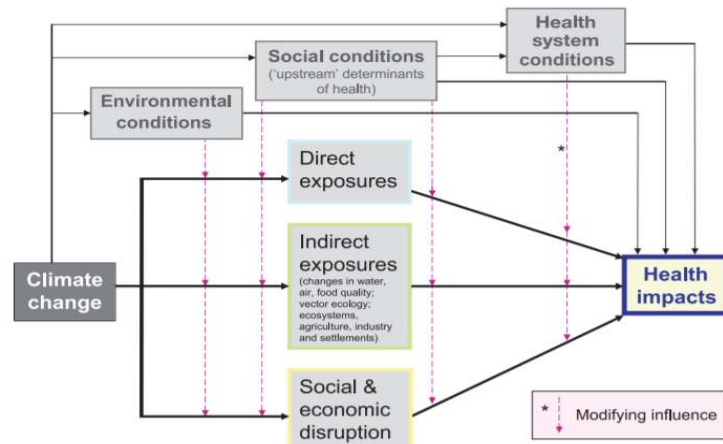 Health
system
conditions
Social conditions
('upstream' determinants
of health)
Environmental
conditions
*
Direct
exposures
Indirect
exposures
(changes in water,
air, food quality;
vector ecology;
ecosystems,
agriculture, industry
and settlements)
Climate
change
Health
impacts
Social &
economic
disruption
* Modifying influence